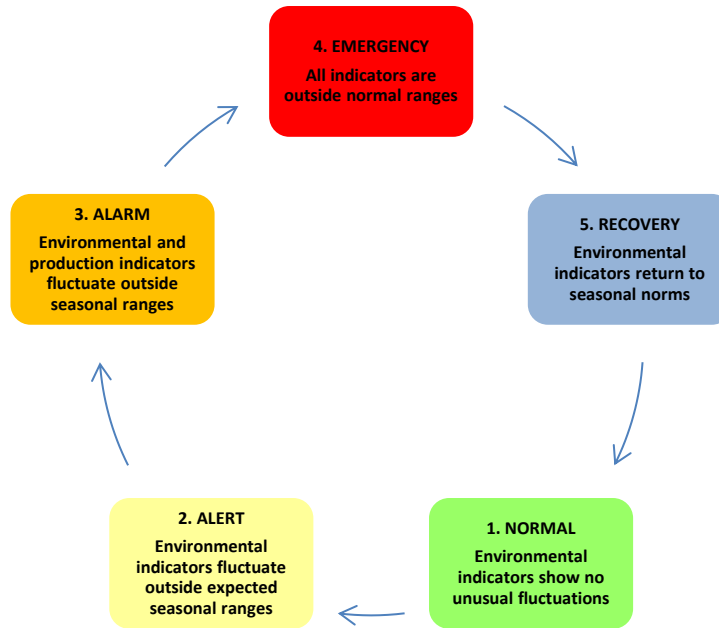 4. EMERGENCY
All indicators are
outside normal ranges
3. ALARM
Environmental and
production indicators
fluctuate outside
seasonal ranges
5. RECOVERY
Environmental
indicators return to
seasonal norms
2. ALERT
Environmental
indicators fluctuate
outside expected
seasonal ranges
1. NORMAL
Environmental
indicators show no
unusual fluctuations